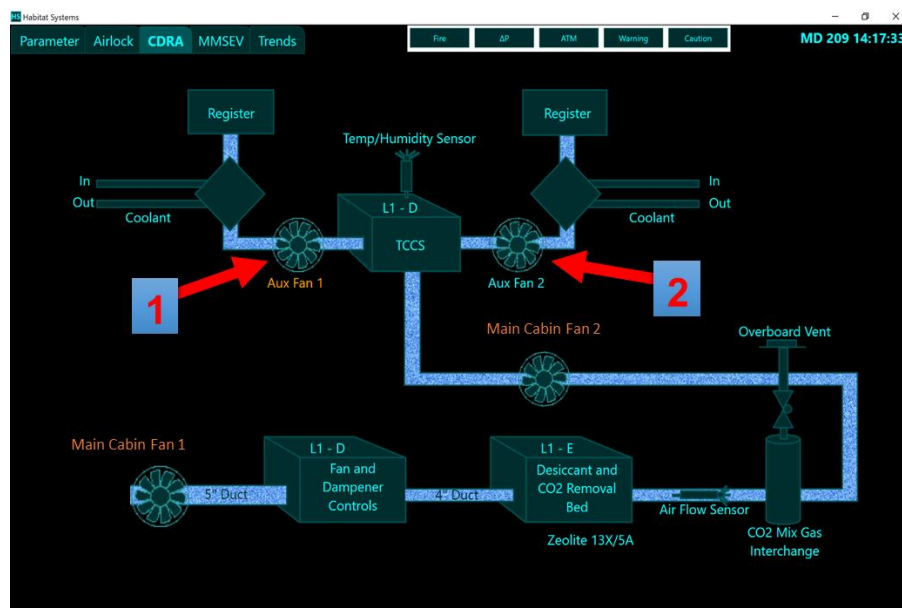 HS Habitat Systems
Parameter Airlock CDRA MMSEV Trends
Fire ΔP ATM Warning Caution
MD 209 14:17:33
Register
Register
Temp/Humidity Sensor
In
Out
Coolant
In
Out
Coolant
L1 - D
TCCS
Aux Fan 1
Aux Fan 2
1
2
Main Cabin Fan 2
Overboard Vent
Main Cabin Fan 1
5" Duct
L1 - D
Fan and
Dampener
Controls
4" Duct
L1 - E
Desiccant and
CO2 Removal
Bed
Zeolite 13X/5A
Air Flow Sensor
CO2 Mix Gas
Interchange